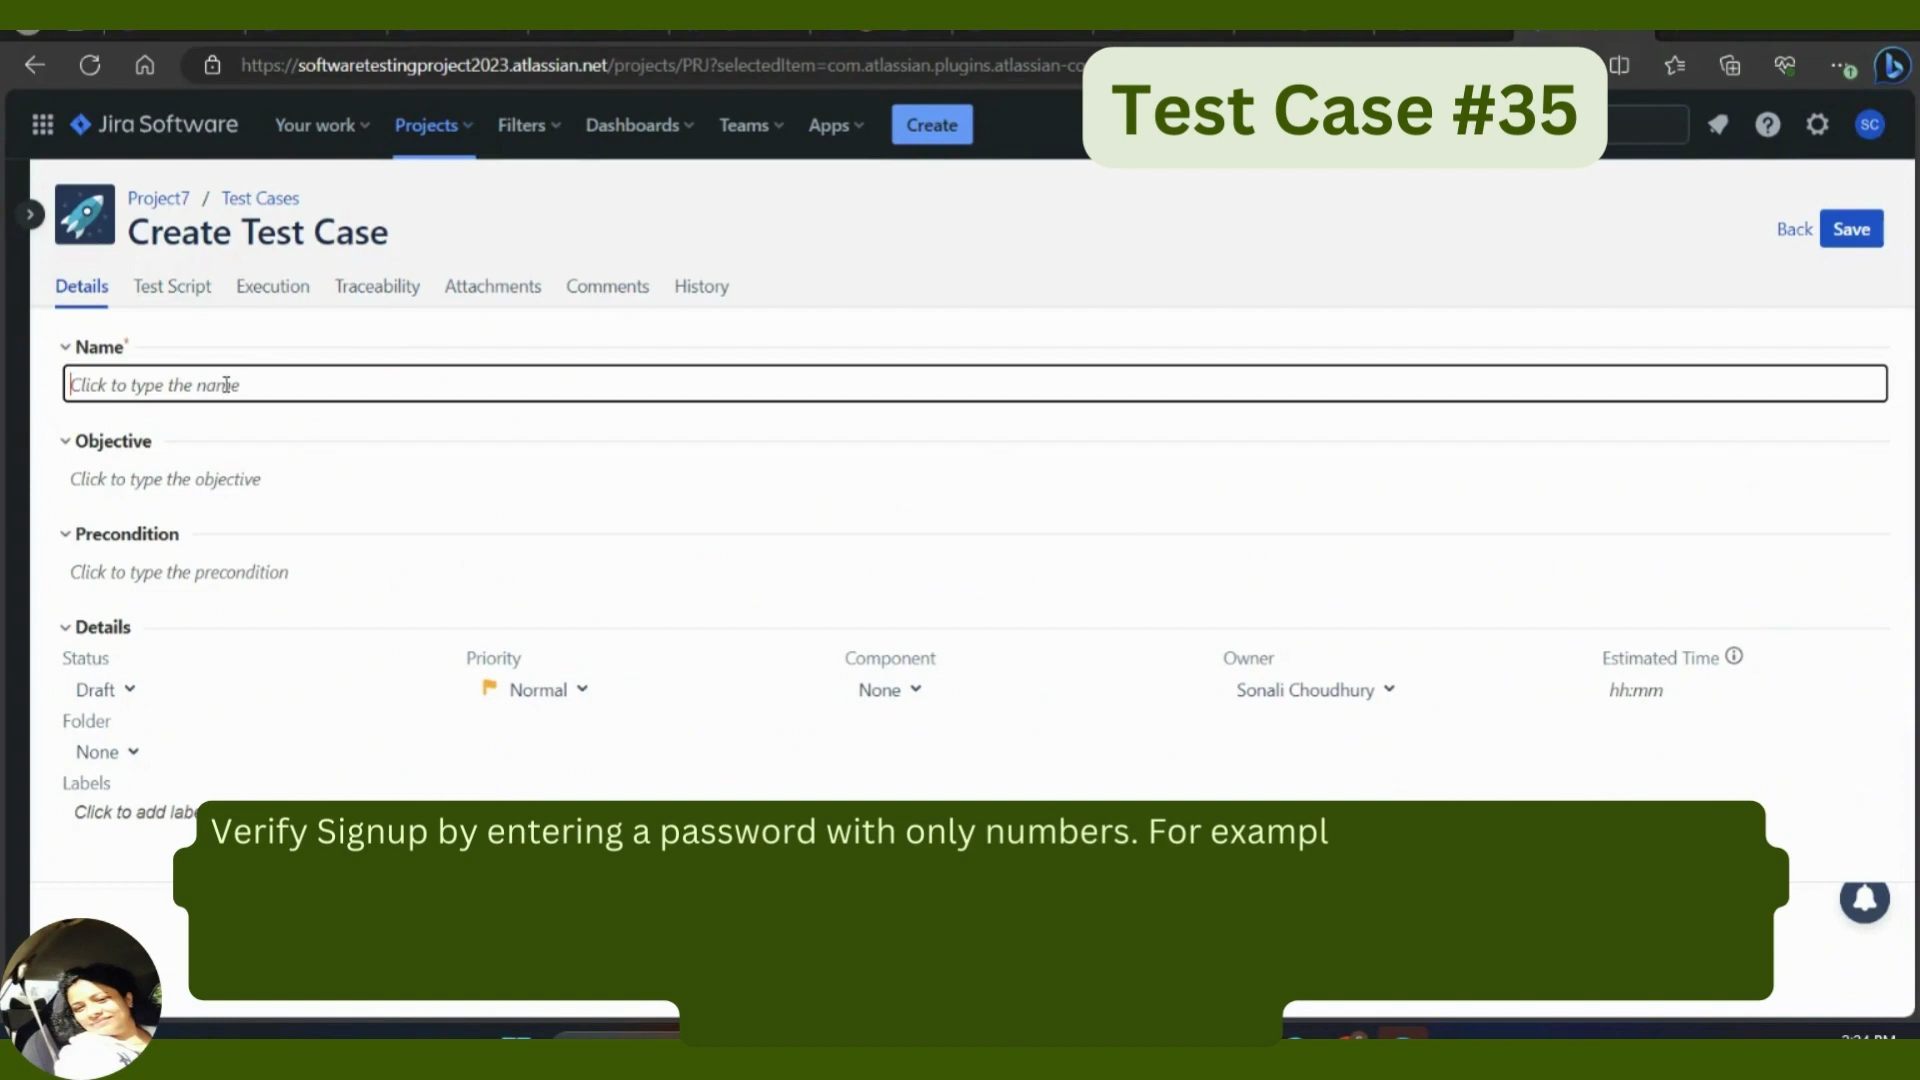 https://softwaretestingproject2023.atlassian.net/projects/PRJ?selectedItem=com.atlassian.plugins.atlassian-co
Test Case #35
Jira Software
Your work
Projects
Filters
Dashboards
Teams
Apps
Create
SC
Project7 / Test Cases
Create Test Case
Back
Save
Details
Test Script
Execution
Traceability
Attachments
Comments
History
Name*
Click to type the name
Objective
Click to type the objective
Precondition
Click to type the precondition
Details
Status
Priority
Component
Owner
Estimated Time
Draft
Normal
None
Sonali Choudhury
hh:mm
Folder
None
Labels
Click to add labe
Verify Signup by entering a password with only numbers. For exampl